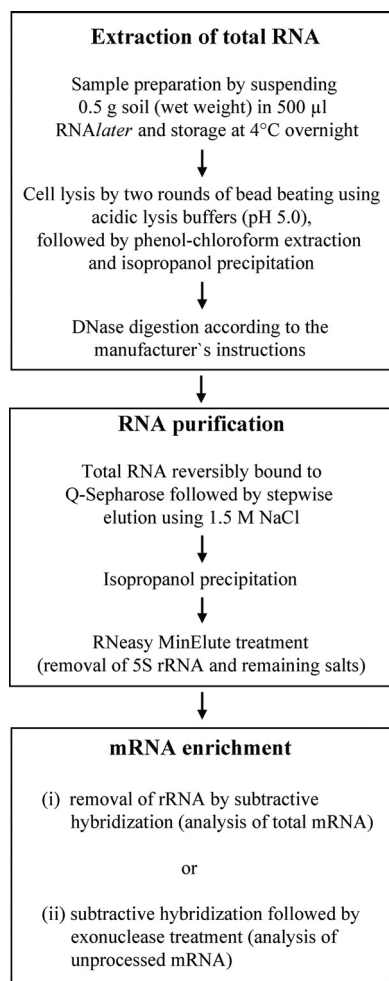 Extraction of total RNA
Sample preparation by suspending
0.5 g soil (wet weight) in 500 µl
RNAlater and storage at 4°C overnight
Cell lysis by two rounds of bead beating using
acidic lysis buffers (pH 5.0),
followed by phenol-chloroform extraction
and isopropanol precipitation
DNase digestion according to the
manufacturer`s instructions
RNA purification
Total RNA reversibly bound to
Q-Sepharose followed by stepwise
elution using 1.5 M NaCl
Isopropanol precipitation
RNeasy MinElute treatment
(removal of 5S rRNA and remaining salts)
mRNA enrichment
(i) removal of rRNA by subtractive
hybridization (analysis of total mRNA)
or
(ii) subtractive hybridization followed by
exonuclease treatment (analysis of
unprocessed mRNA)